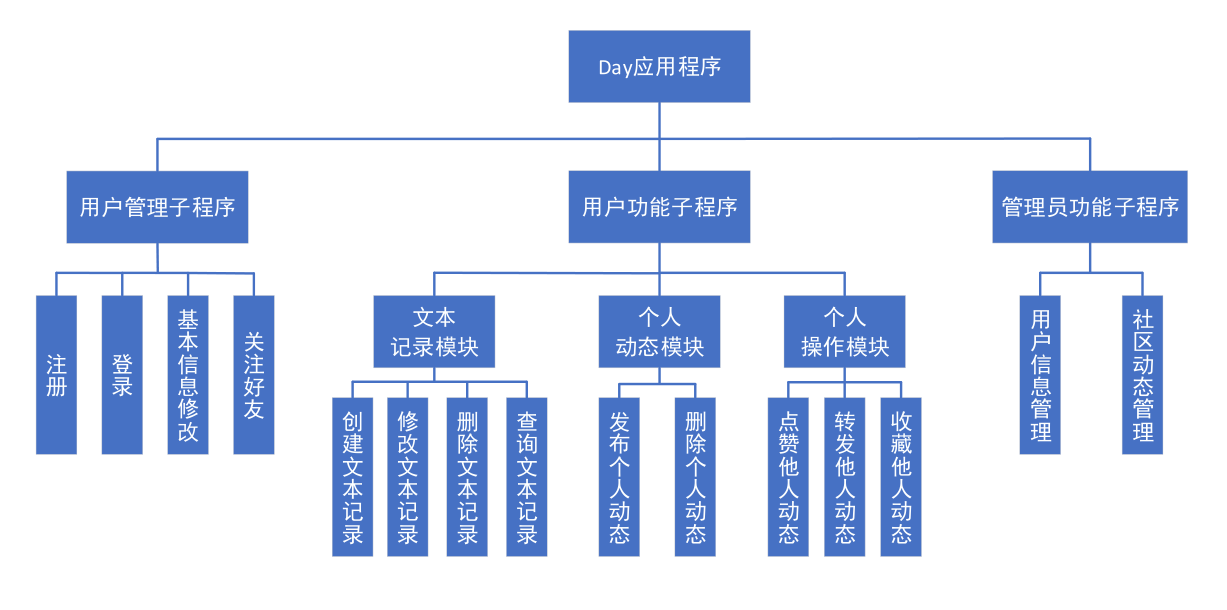 Day应用程序
用户管理子程序
用户功能子程序
管理员功能子程序
注册
登录
基本信息修改
关注好友
文本
记录模块
个人
动态模块
个人
操作模块
用户信息管理
社区动态管理
创建文本记录
修改文本记录
删除文本记录
查询文本记录
发布个人动态
删除个人动态
点赞他人动态
转发他人动态
收藏他人动态